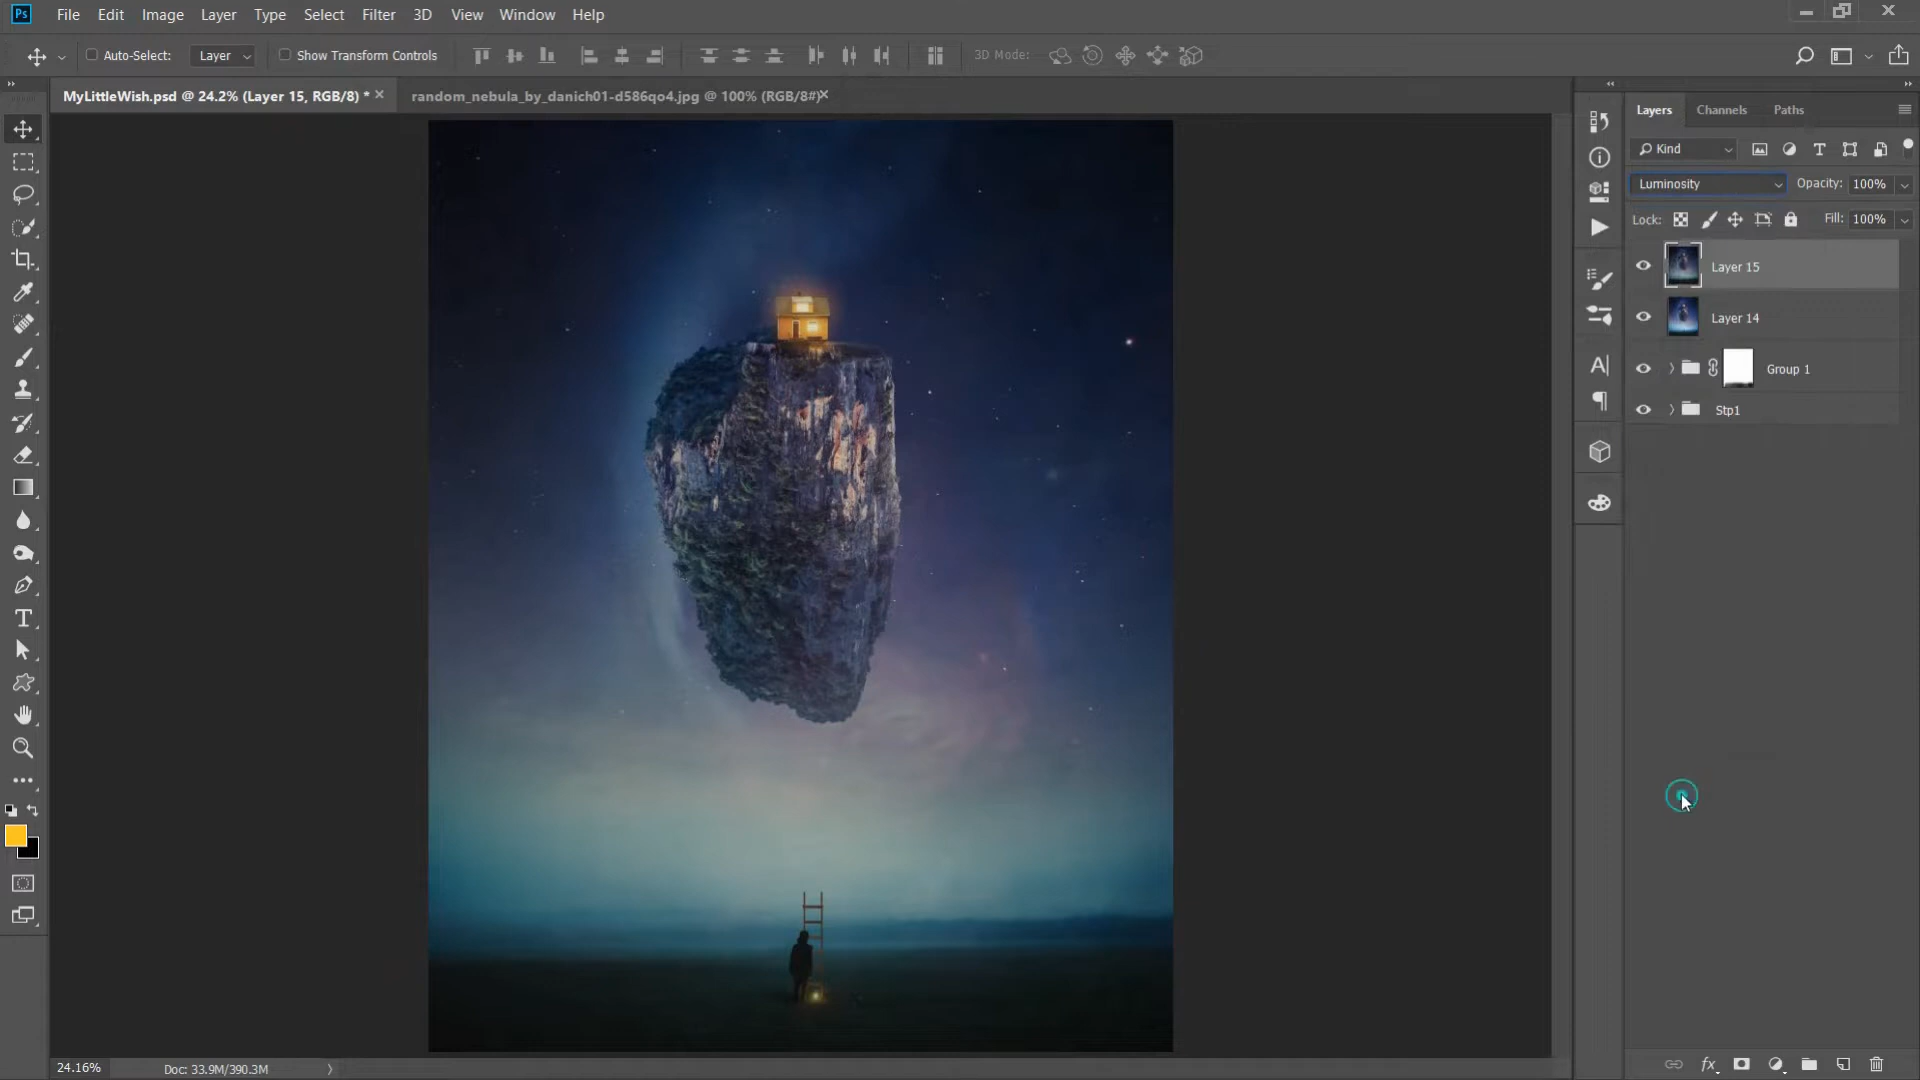 Ps File Edit Image Layer Type Select Filter 3D View Window Help
Auto-Select: Layer Show Transform Controls 3D Mode:
MyLittleWish.psd @ 24.2% (Layer 15, RGB/8) * random_nebula_by_danich01-d586qo4.jpg @ 100% (RGB/8#)
Layers Channels Paths
Kind
Luminosity Opacity: 100%
Lock: Fill: 100%
Layer 15
Layer 14
Group 1
Stp1
24.16% Doc: 33.9M/390.3M